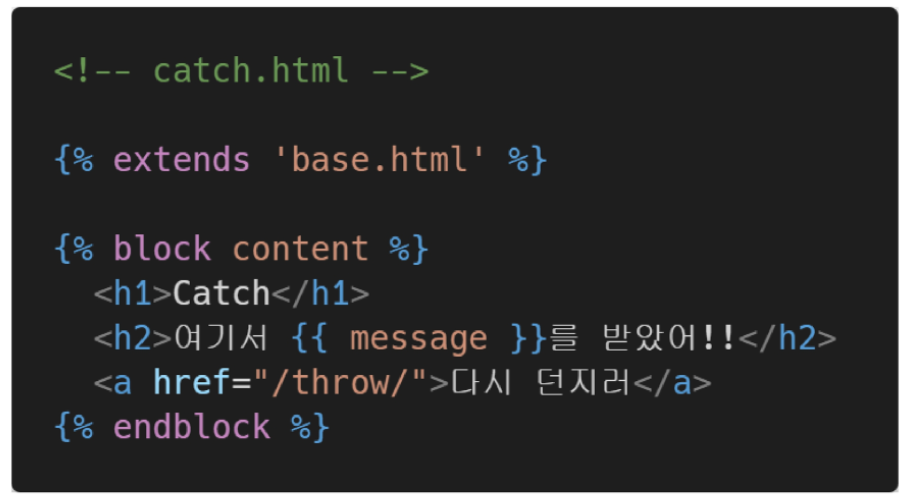 <!-- catch.html -->
{% extends 'base.html' %}
{% block content %}
<h1>Catch</h1>
<h2>여기서 {{ message }}를 받았어!!</h2>
<a href="/throw/">다시 던지러</a>
{% endblock %}